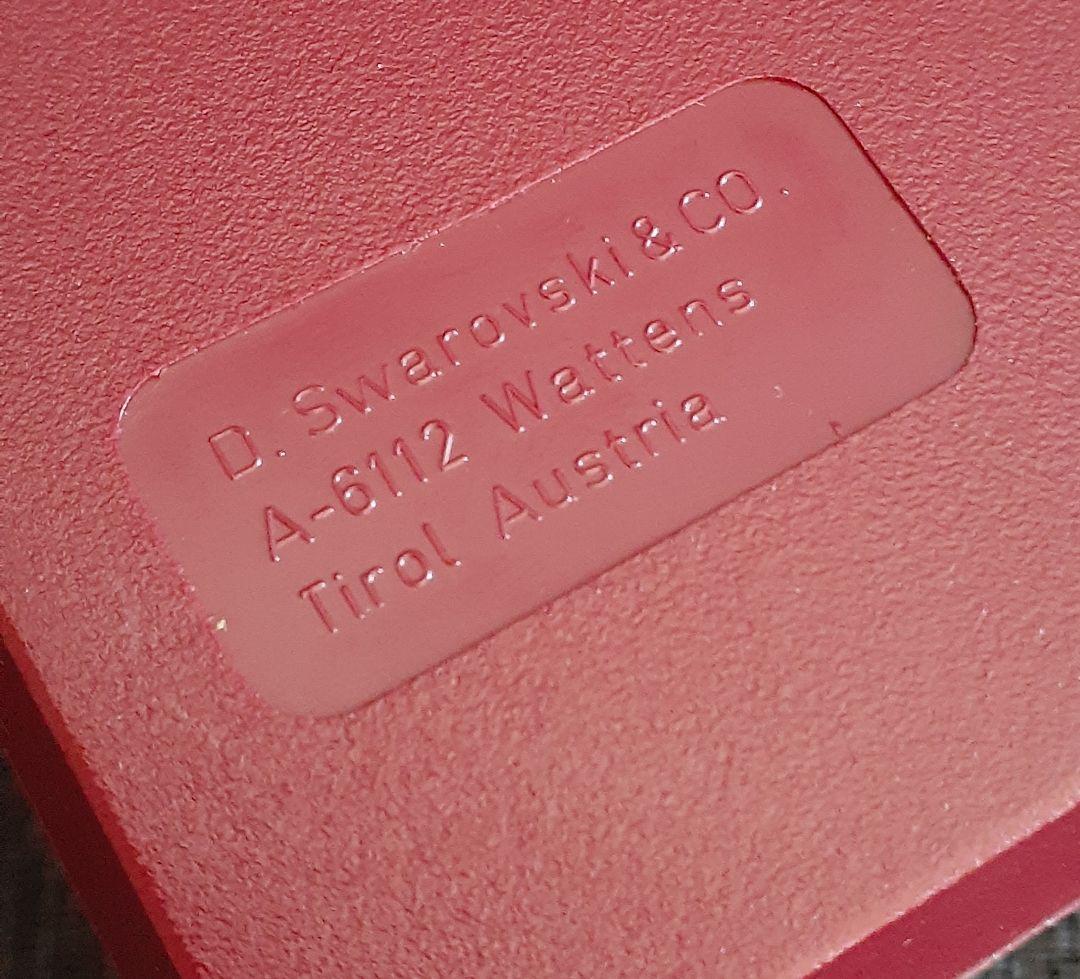 D. Swarovski & CO.
A-6112 Wattens
Tirol Austria